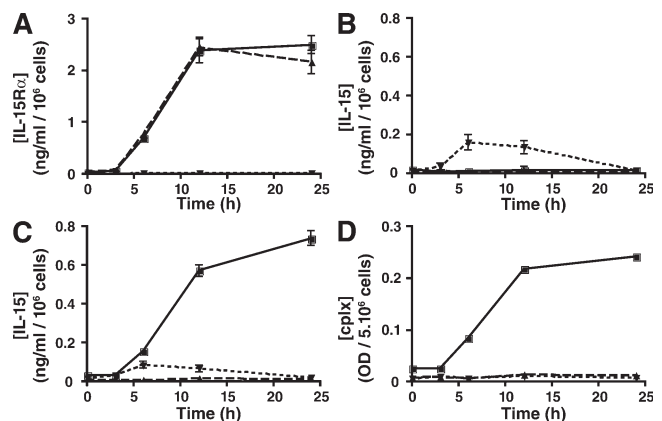 A
[IL-15Rα]
(ng/ml / 10⁶ cells)
3
2
1
0
0 5 10 15 20 25
Time (h)
B
[IL-15]
(ng/ml / 10⁶ cells)
0.8
0.6
0.4
0.2
0
0 5 10 15 20 25
Time (h)
C
[IL-15]
(ng/ml / 10⁶ cells)
0.8
0.6
0.4
0.2
0
0 5 10 15 20 25
Time (h)
D
[cplx]
(OD / 5.10⁶ cells)
0.3
0.2
0.1
0
0 5 10 15 20 25
Time (h)